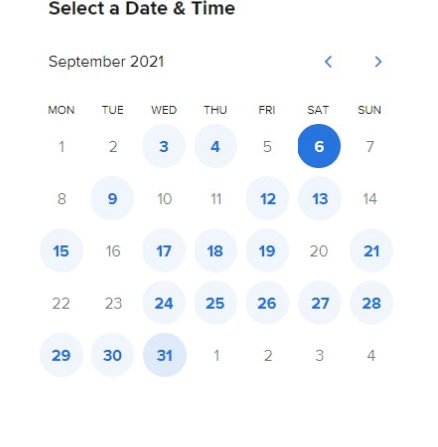 Select a Date & Time
September 2021 < >
MON TUE WED THU FRI SAT SUN
1 2 3 4 5 6 7
8 9 10 11 12 13 14
15 16 17 18 19 20 21
22 23 24 25 26 27 28
29 30 31 1 2 3 4